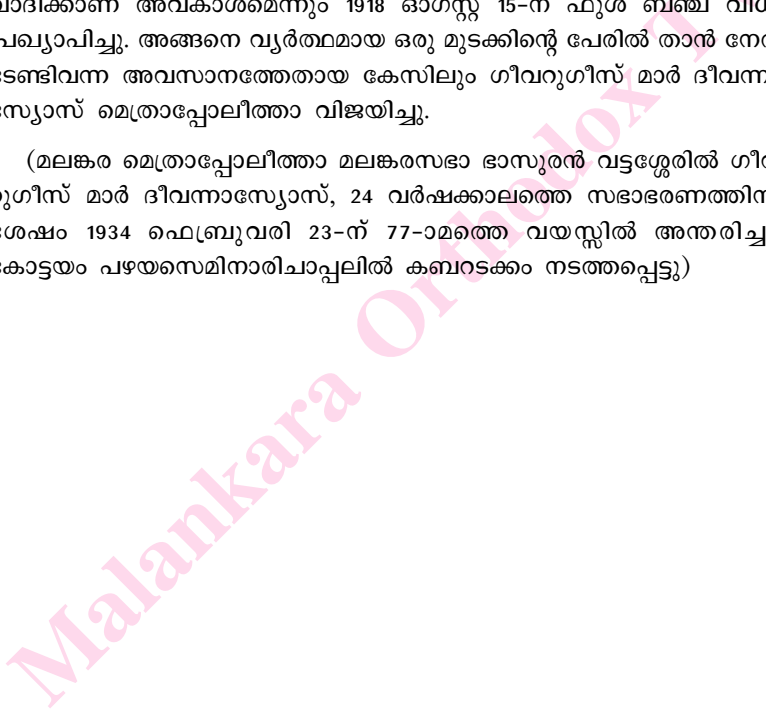 വാദിക്കാണ് അവകാശമെന്നും 1918 ഓഗസ്റ്റ് 15-ന് ഫുൾ ബഞ്ച് വിധി
പ്രഖ്യാപിച്ചു. അങ്ങനെ വ്യർത്ഥമായ ഒരു മുടക്കിന്റെ പേരിൽ താൻ നേരി
ടേണ്ടിവന്ന അവസാനത്തേതായ കേസിലും ഗീവറുഗീസ് മാർ ദീവന്നാ
സ്യോസ് മെത്രാപ്പോലീത്താ വിജയിച്ചു.
(മലങ്കര മെത്രാപ്പോലീത്താ മലങ്കരസഭാ ഭാസുരൻ വട്ടശ്ശേരിൽ ഗീവ
റുഗീസ് മാർ ദീവന്നാസ്യോസ്, 24 വർഷക്കാലത്തെ സഭാഭരണത്തിനു
ശേഷം 1934 ഫെബ്രുവരി 23-ന് 77-ാമത്തെ വയസ്സിൽ അന്തരിച്ചു.
കോട്ടയം പഴയസെമിനാരിചാപ്പലിൽ കബറടക്കം നടത്തപ്പെട്ടു)
Malankara Orthodox T